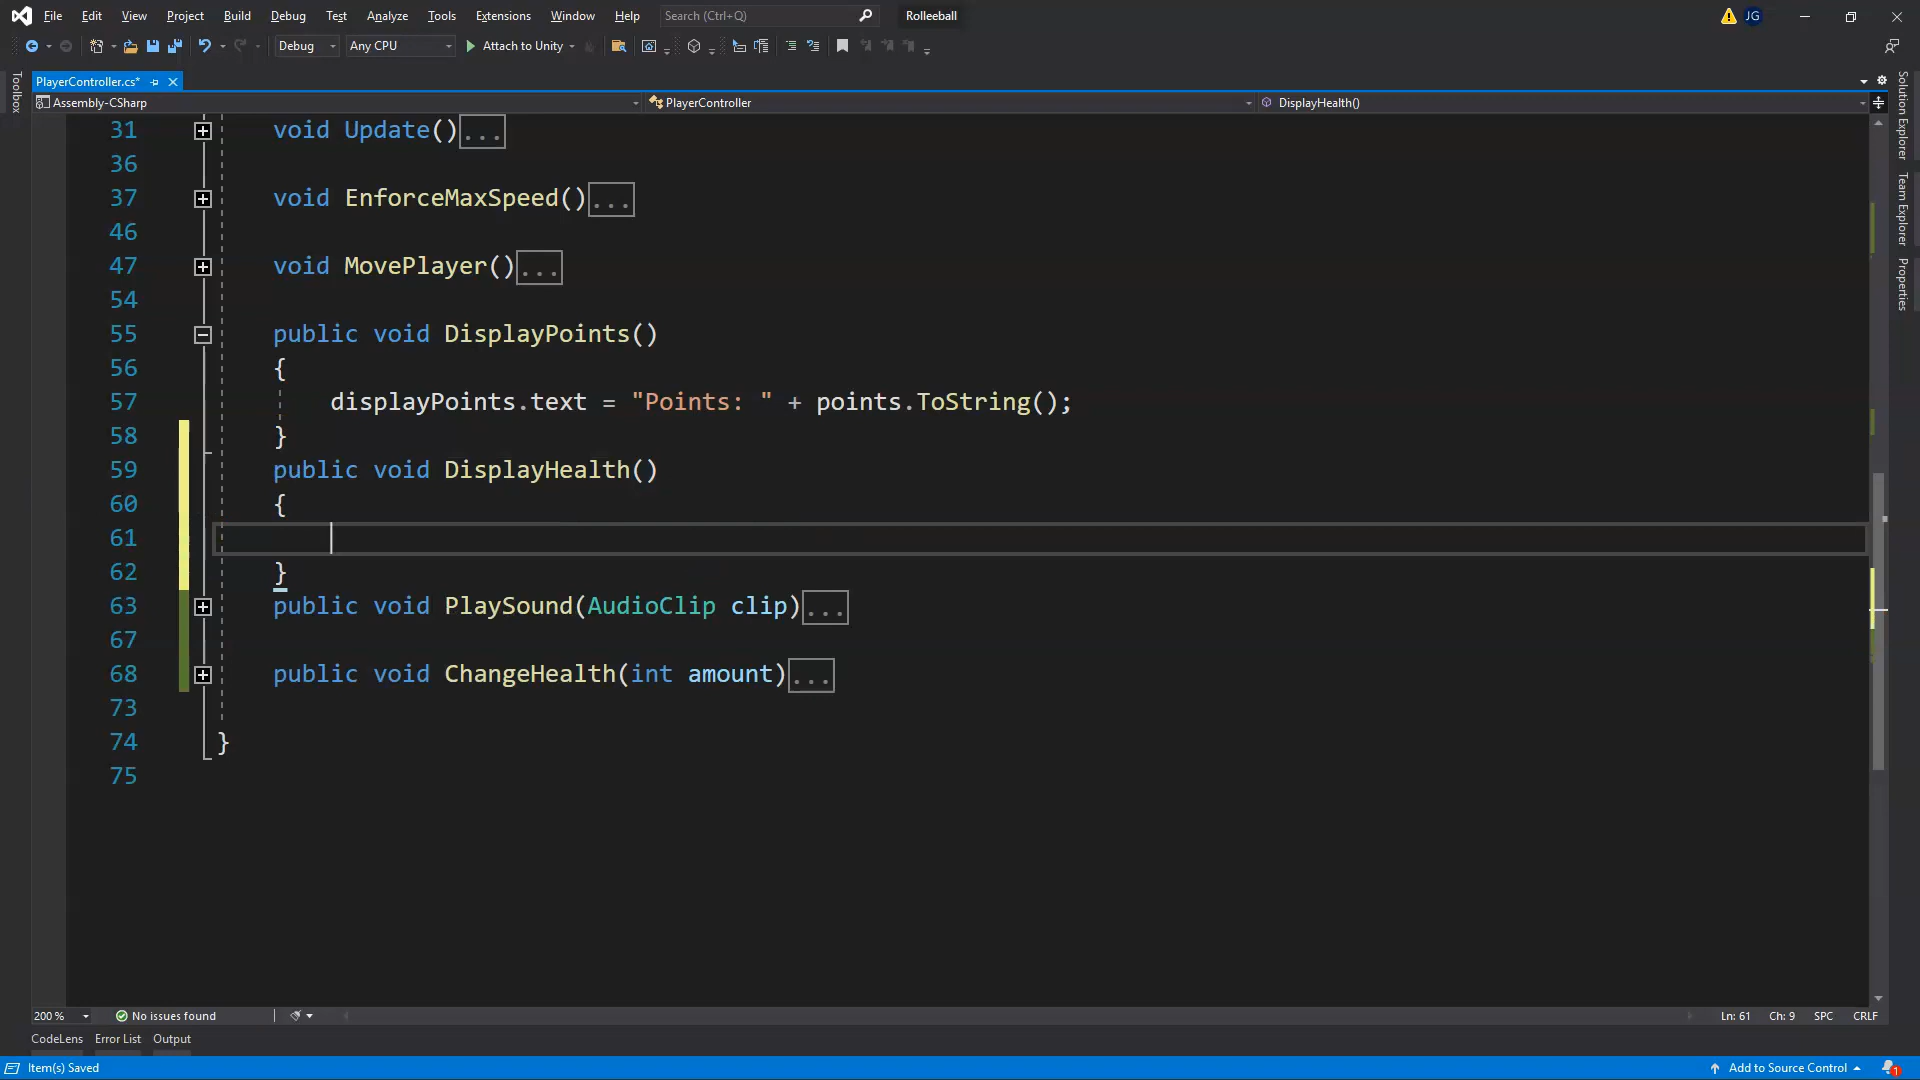 File Edit View Project Build Debug Test Analyze Tools Extensions Window Help Search (Ctrl+Q) Rolleeball JG
Debug Any CPU Attach to Unity
PlayerController.cs*
Assembly-CSharp PlayerController DisplayHealth()
Toolbox
Solution Explorer
Team Explorer
Properties
31 void Update()...
36
37 void EnforceMaxSpeed()...
46
47 void MovePlayer()...
54
55 public void DisplayPoints()
56 {
57 displayPoints.text = "Points: " + points.ToString();
58 }
59 public void DisplayHealth()
60 {
61
62 }
63 public void PlaySound(AudioClip clip)...
67
68 public void ChangeHealth(int amount)...
73
74 }
75
200 % No issues found Ln: 61 Ch: 9 SPC CRLF
CodeLens Error List Output
Item(s) Saved Add to Source Control 1